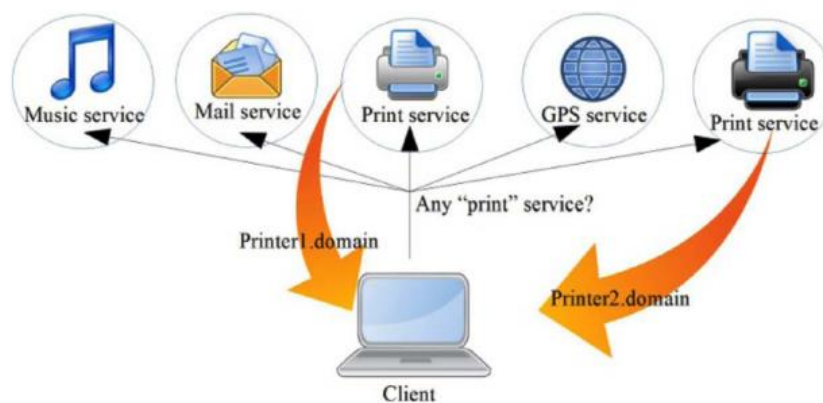 Music service
Mail service
Print service
GPS service
Print service
Any “print” service?
Printer1.domain
Printer2.domain
Client